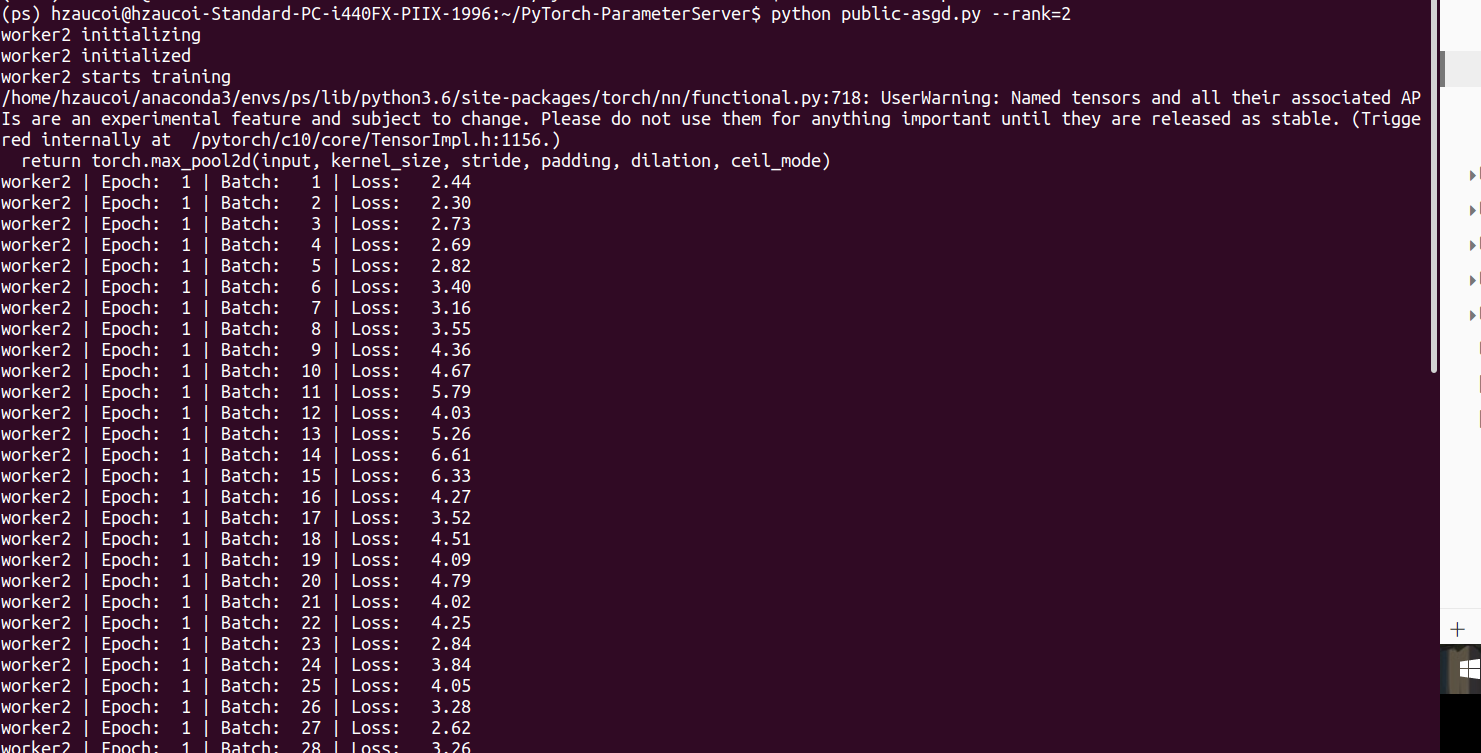 (ps) hzaucoi@hzaucoi-Standard-PC-i440FX-PIIX-1996:~/PyTorch-ParameterServer$ python public-asgd.py --rank=2
worker2 initializing
worker2 initialized
worker2 starts training
/home/hzaucoi/anaconda3/envs/ps/lib/python3.6/site-packages/torch/nn/functional.py:718: UserWarning: Named tensors and all their associated AP
Is are an experimental feature and subject to change. Please do not use them for anything important until they are released as stable. (Trigge
red internally at  /pytorch/c10/core/TensorImpl.h:1156.)
  return torch.max_pool2d(input, kernel_size, stride, padding, dilation, ceil_mode)
worker2 | Epoch:  1 | Batch:   1 | Loss:   2.44
worker2 | Epoch:  1 | Batch:   2 | Loss:   2.30
worker2 | Epoch:  1 | Batch:   3 | Loss:   2.73
worker2 | Epoch:  1 | Batch:   4 | Loss:   2.69
worker2 | Epoch:  1 | Batch:   5 | Loss:   2.82
worker2 | Epoch:  1 | Batch:   6 | Loss:   3.40
worker2 | Epoch:  1 | Batch:   7 | Loss:   3.16
worker2 | Epoch:  1 | Batch:   8 | Loss:   3.55
worker2 | Epoch:  1 | Batch:   9 | Loss:   4.36
worker2 | Epoch:  1 | Batch:  10 | Loss:   4.67
worker2 | Epoch:  1 | Batch:  11 | Loss:   5.79
worker2 | Epoch:  1 | Batch:  12 | Loss:   4.03
worker2 | Epoch:  1 | Batch:  13 | Loss:   5.26
worker2 | Epoch:  1 | Batch:  14 | Loss:   6.61
worker2 | Epoch:  1 | Batch:  15 | Loss:   6.33
worker2 | Epoch:  1 | Batch:  16 | Loss:   4.27
worker2 | Epoch:  1 | Batch:  17 | Loss:   3.52
worker2 | Epoch:  1 | Batch:  18 | Loss:   4.51
worker2 | Epoch:  1 | Batch:  19 | Loss:   4.09
worker2 | Epoch:  1 | Batch:  20 | Loss:   4.79
worker2 | Epoch:  1 | Batch:  21 | Loss:   4.02
worker2 | Epoch:  1 | Batch:  22 | Loss:   4.25
worker2 | Epoch:  1 | Batch:  23 | Loss:   2.84
worker2 | Epoch:  1 | Batch:  24 | Loss:   3.84
worker2 | Epoch:  1 | Batch:  25 | Loss:   4.05
worker2 | Epoch:  1 | Batch:  26 | Loss:   3.28
worker2 | Epoch:  1 | Batch:  27 | Loss:   2.62
worker2 | Epoch:  1 | Batch:  28 | Loss:   3.26